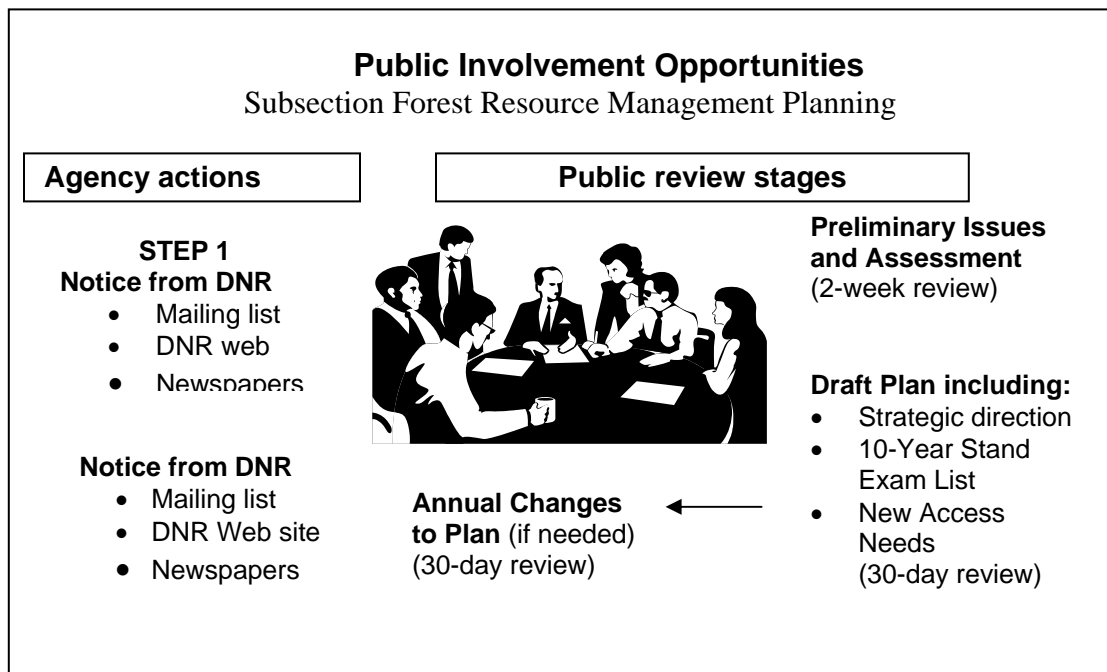 Public Involvement Opportunities
Subsection Forest Resource Management Planning
Agency actions
Public review stages
STEP 1
Notice from DNR
• Mailing list
• DNR web
• Newspapers
Notice from DNR
• Mailing list
• DNR Web site
• Newspapers
Preliminary Issues
and Assessment
(2-week review)
Draft Plan including:
• Strategic direction
• 10-Year Stand
Exam List
• New Access
Needs
(30-day review)
Annual Changes
to Plan (if needed)
(30-day review)